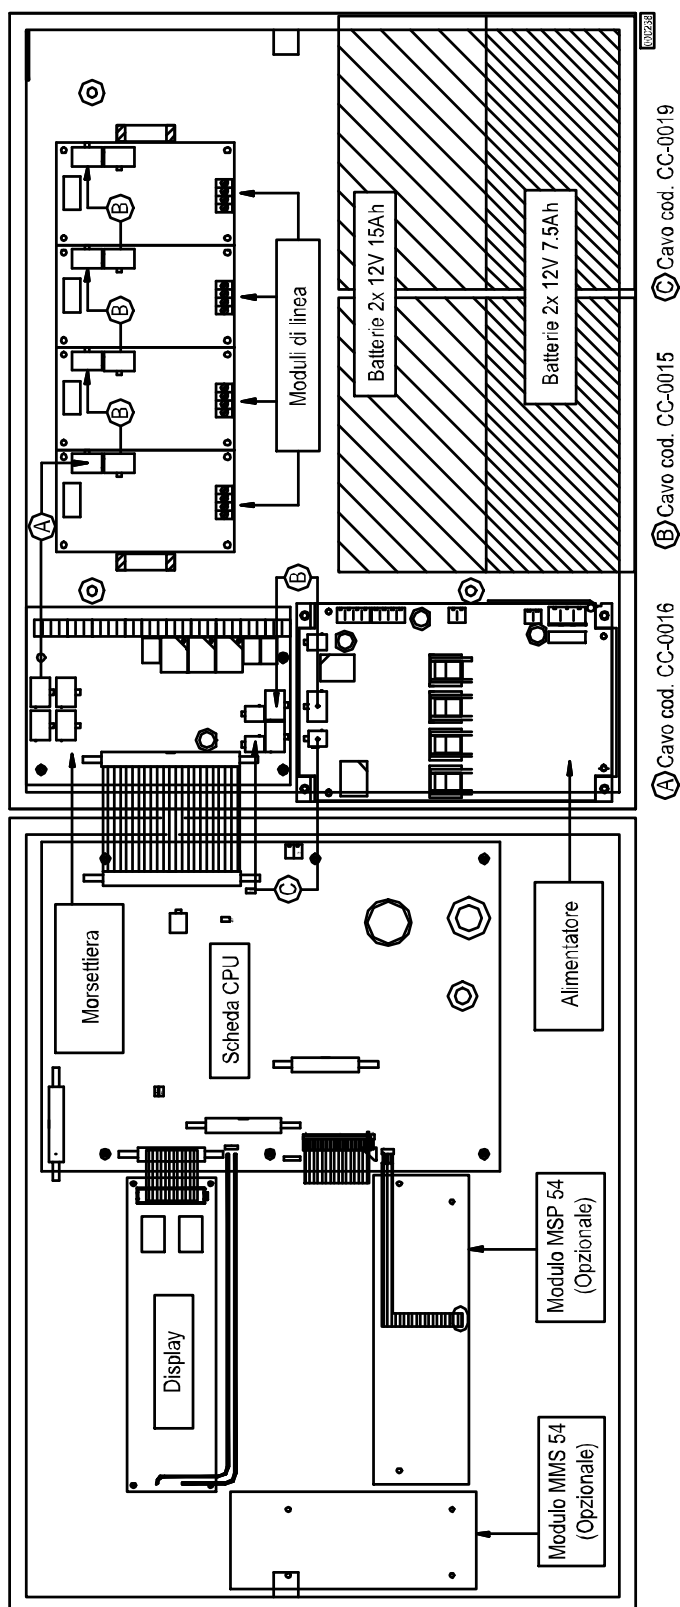 A
Morsettiera
B
B
B
Display
Scheda CPU
C
B
Moduli di linea
Batterie 2x 12V 15Ah
Modulo MMS 54
(Opzionale)
Modulo MSP 54
(Opzionale)
Alimentatore
Batterie 2x 12V 7.5Ah
A Cavo cod. CC-0016
B Cavo cod. CC-0015
C Cavo cod. CC-0019